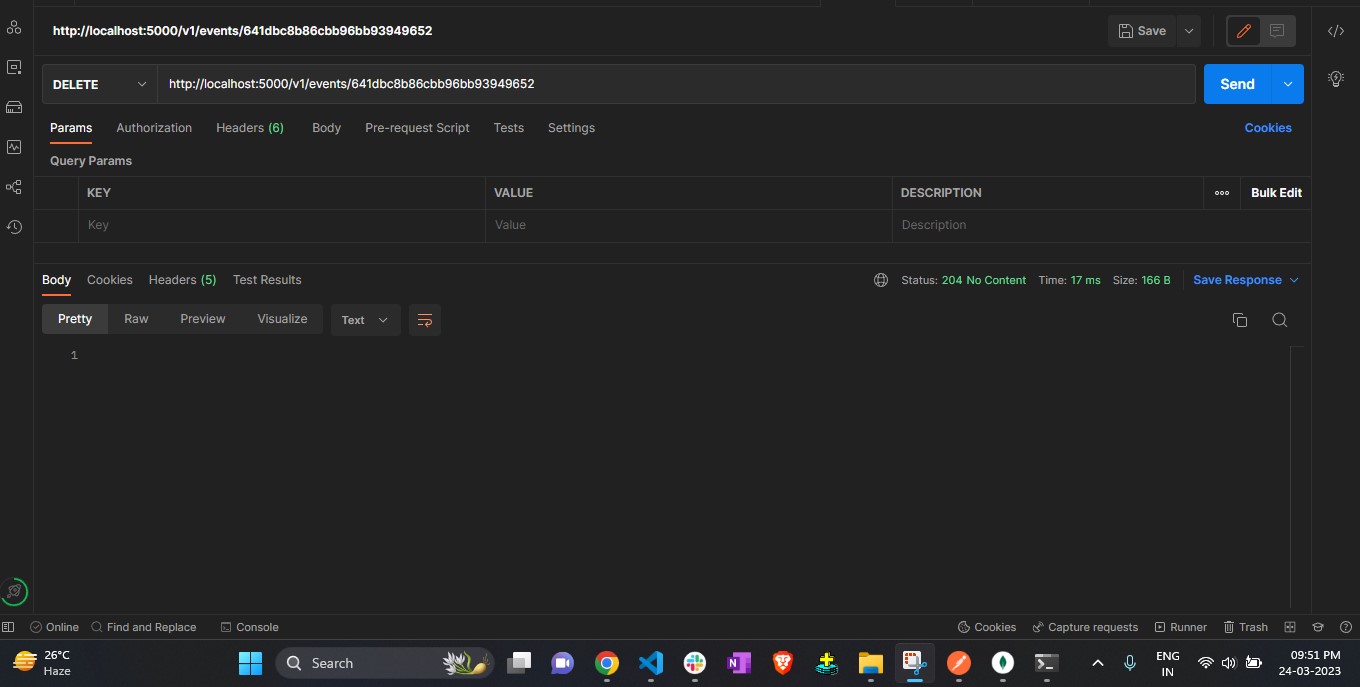 http://localhost:5000/v1/events/641dbc8b86cbb96bb93949652
Save
DELETE
http://localhost:5000/v1/events/641dbc8b86cbb96bb93949652
Send
Params Authorization Headers (6) Body Pre-request Script Tests Settings Cookies
Query Params
KEY VALUE DESCRIPTION Bulk Edit
Key Value Description
Body Cookies Headers (5) Test Results Status: 204 No Content Time: 17 ms Size: 166 B Save Response
Pretty Raw Preview Visualize Text
1
Online Find and Replace Console Cookies Capture requests Runner Trash
26°C
Haze
Search
N
ENG
IN
09:51 PM
24-03-2023